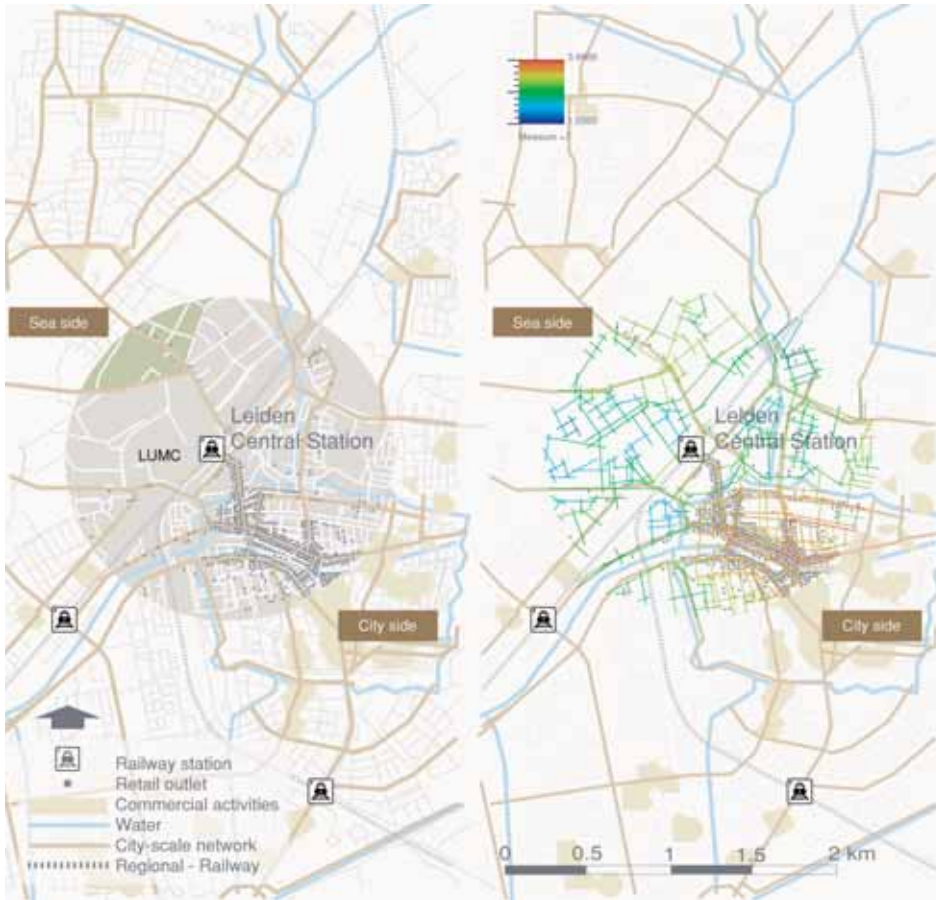 Sea side
Leiden
Central Station
LUMC
City side
Railway station
Retail outlet
Commercial activities
Water
City-scale network
Regional - Railway
Sea side
Leiden
Central Station
City side
0 0.5 1 1.5 2 km